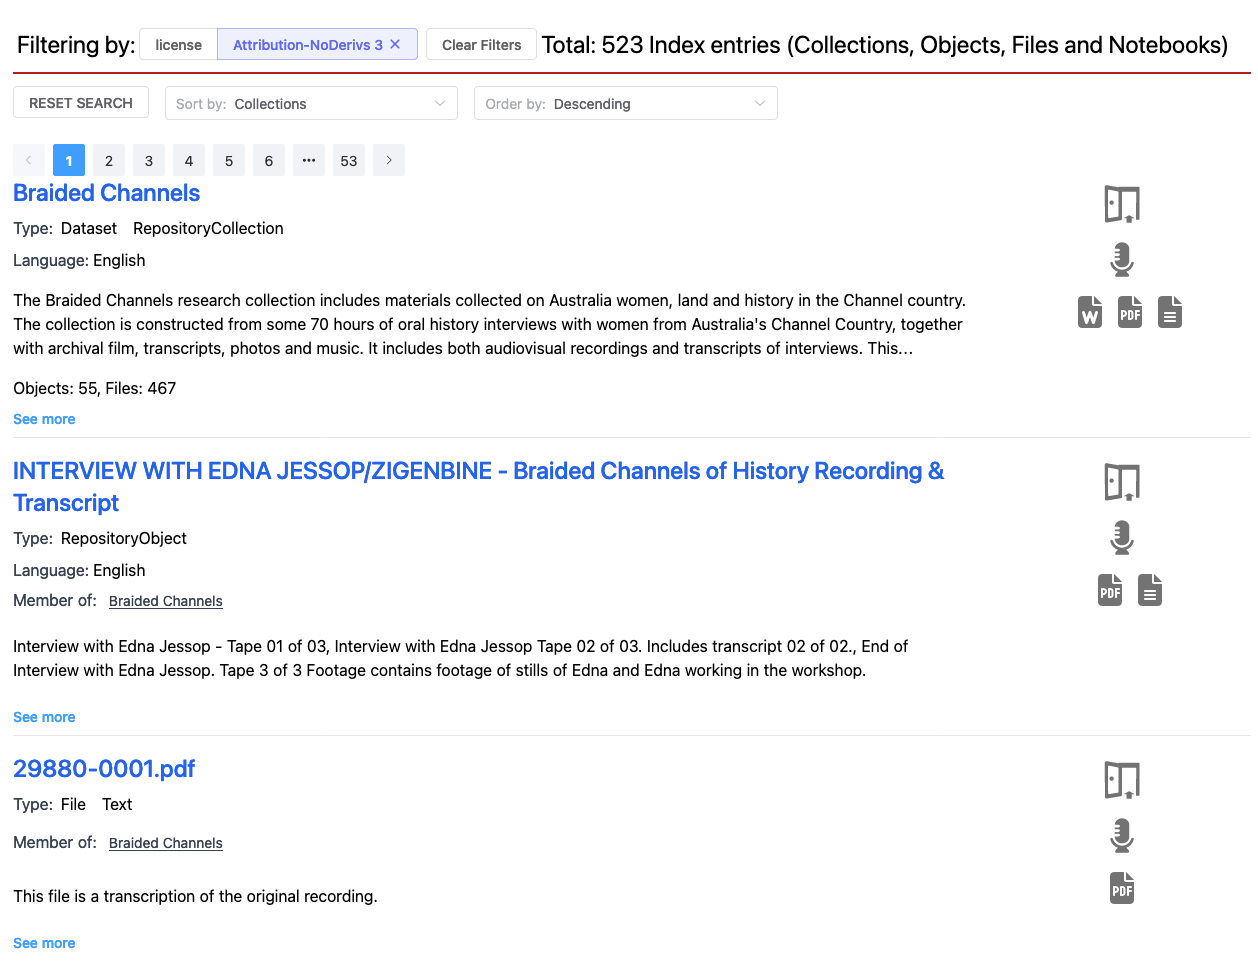 Filtering by: license Attribution-NoDerivs 3 ✕ Clear Filters Total: 523 Index entries (Collections, Objects, Files and Notebooks)
RESET SEARCH Sort by: Collections Order by: Descending
1 2 3 4 5 6 ••• 53
Braided Channels
Type: Dataset RepositoryCollection
Language: English
The Braided Channels research collection includes materials collected on Australia women, land and history in the Channel country.
The collection is constructed from some 70 hours of oral history interviews with women from Australia's Channel Country, together
W PDF
with archival film, transcripts, photos and music. It includes both audiovisual recordings and transcripts of interviews. This...
Objects: 55, Files: 467
See more
INTERVIEW WITH EDNA JESSOP/ZIGENBINE - Braided Channels of History Recording &
Transcript
Type: RepositoryObject
Language: English
PDF
Member of: Braided Channels
Interview with Edna Jessop - Tape 01 of 03, Interview with Edna Jessop Tape 02 of 03. Includes transcript 02 of 02., End of
Interview with Edna Jessop. Tape 3 of 3 Footage contains footage of stills of Edna and Edna working in the workshop.
See more
29880-0001.pdf
Type: File Text
Member of: Braided Channels
PDF
This file is a transcription of the original recording.
See more